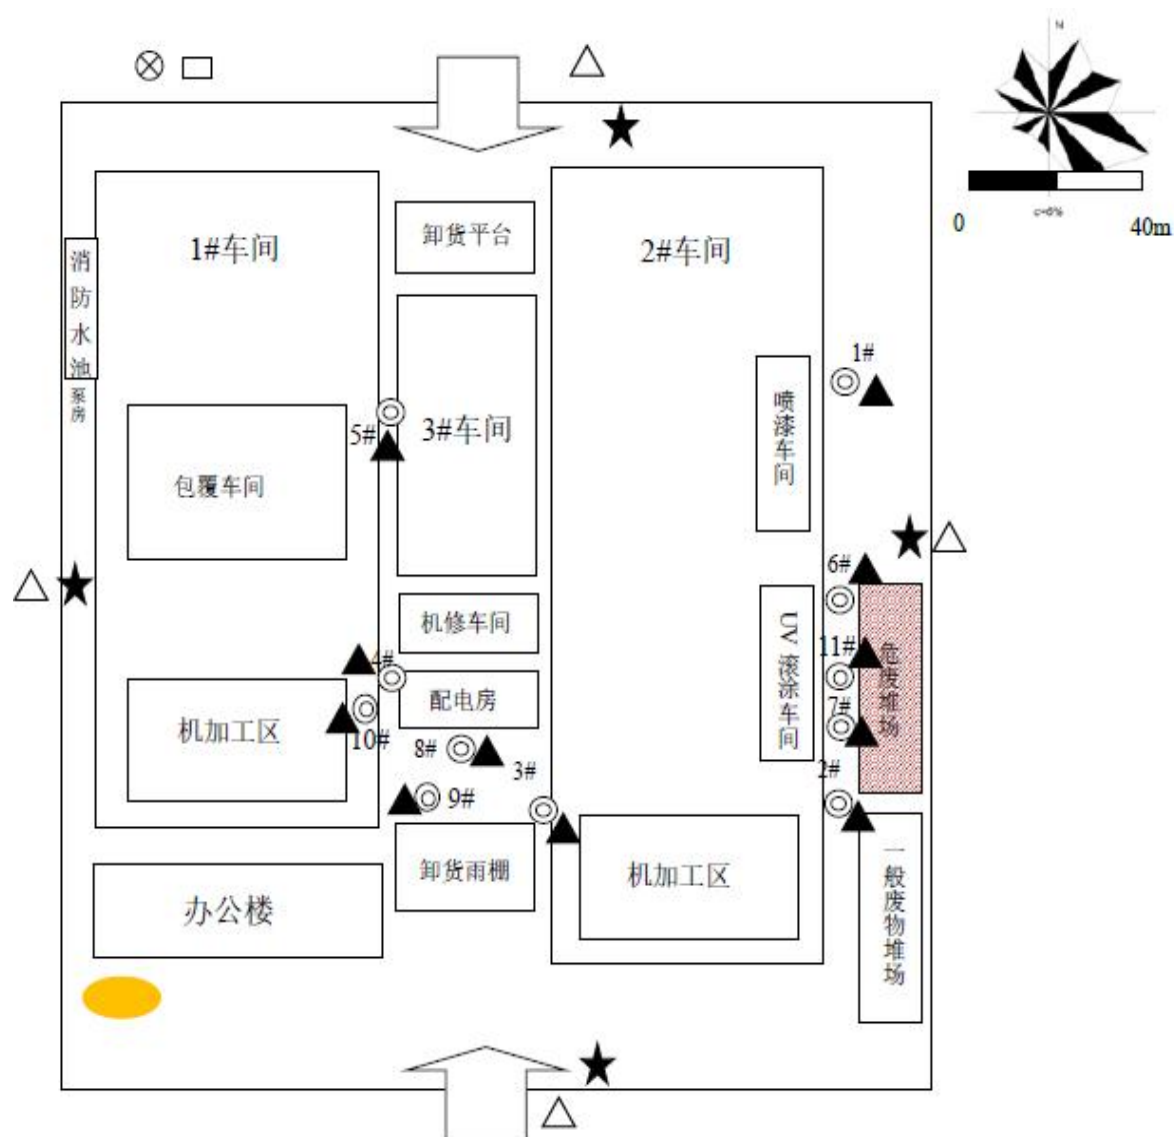 N
c=6%
0
40m
卸货平台
1#车间
2#车间
消防水池
泵房
1#
喷漆车间
5#
3#车间
包覆车间
6#
机修车间
UV滚涂车间
11#
危废堆场
4#
配电房
机加工区
7#
10#
8#
3#
2#
9#
卸货雨棚
机加工区
一般废物堆场
办公楼